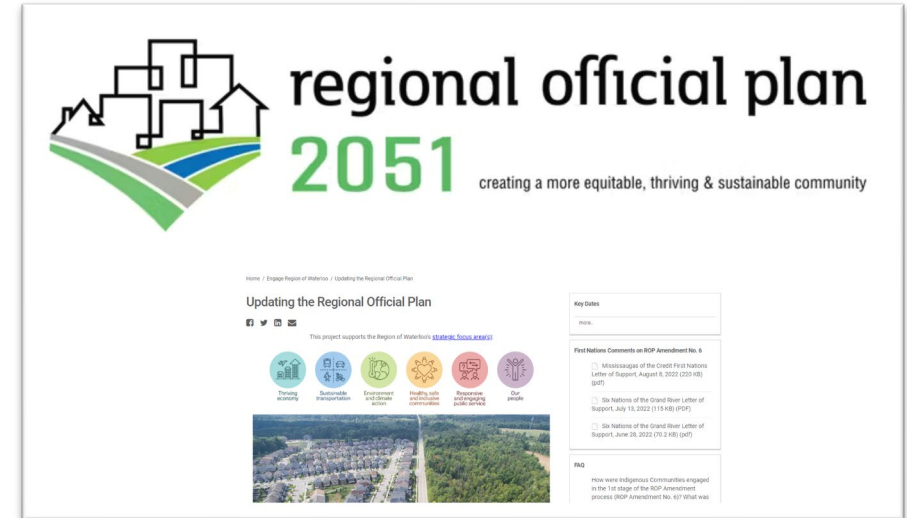 regional official plan
2051
creating a more equitable, thriving & sustainable community
Home / Engage Region of Waterloo / Updating the Regional Official Plan
Updating the Regional Official Plan
This project supports the Region of Waterloo's strategic focus area(s):
Thriving
economy
Sustainable
transportation
Environment
and climate
action
Healthy, safe
and inclusive
communities
Responsive
and engaging
public service
Our
people
Key Dates
more..
First Nations Comments on ROP Amendment No. 6
Mississaugas of the Credit First Nations
Letter of Support, August 8, 2022 (220 KB)
(pdf)
Six Nations of the Grand River Letter of
Support, July 13, 2022 (115 KB) (PDF)
Six Nations of the Grand River Letter of
Support, June 28, 2022 (70.2 KB) (pdf)
FAQ
How were Indigenous Communities engaged
in the 1st stage of the ROP Amendment
process (ROP Amendment No. 6)? What was